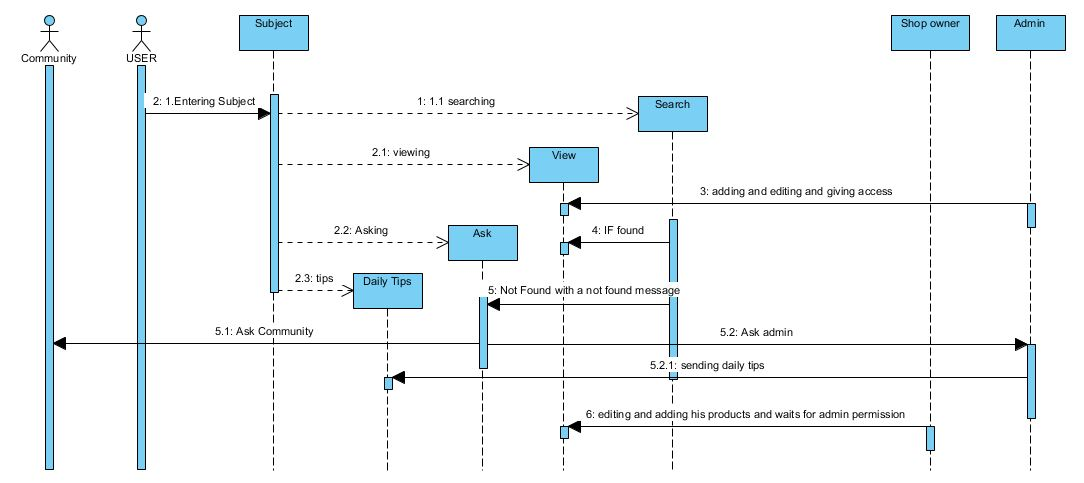 Subject
Shop owner
Admin
Community
USER
2: 1.Entering Subject
1: 1.1 searching
Search
2.1: viewing
View
3: adding and editing and giving access
2.2: Asking
Ask
4: IF found
2.3: tips
Daily Tips
5: Not Found with a not found message
5.1: Ask Community
5.2: Ask admin
5.2.1: sending daily tips
6: editing and adding his products and waits for admin permission